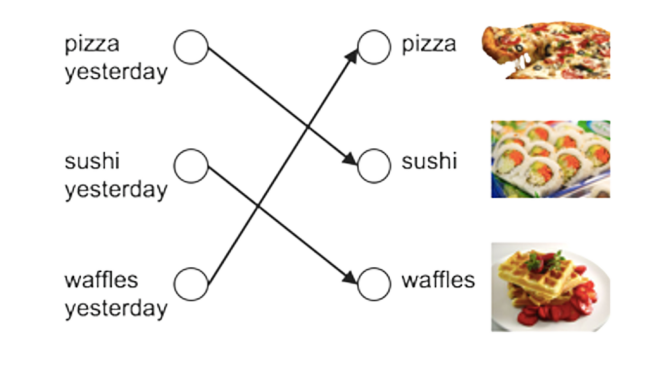 pizza
yesterday
pizza
sushi
yesterday
sushi
waffles
yesterday
waffles